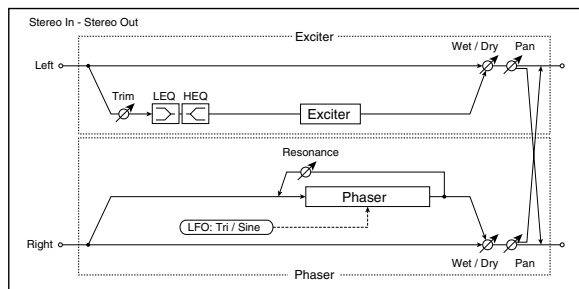 Stereo In - Stereo Out
Exciter
Wet / Dry
Pan
Left
Trim
LEQ
HEQ
Exciter
Resonance
Phaser
LFO: Tri / Sine
Right
Wet / Dry
Pan
Phaser